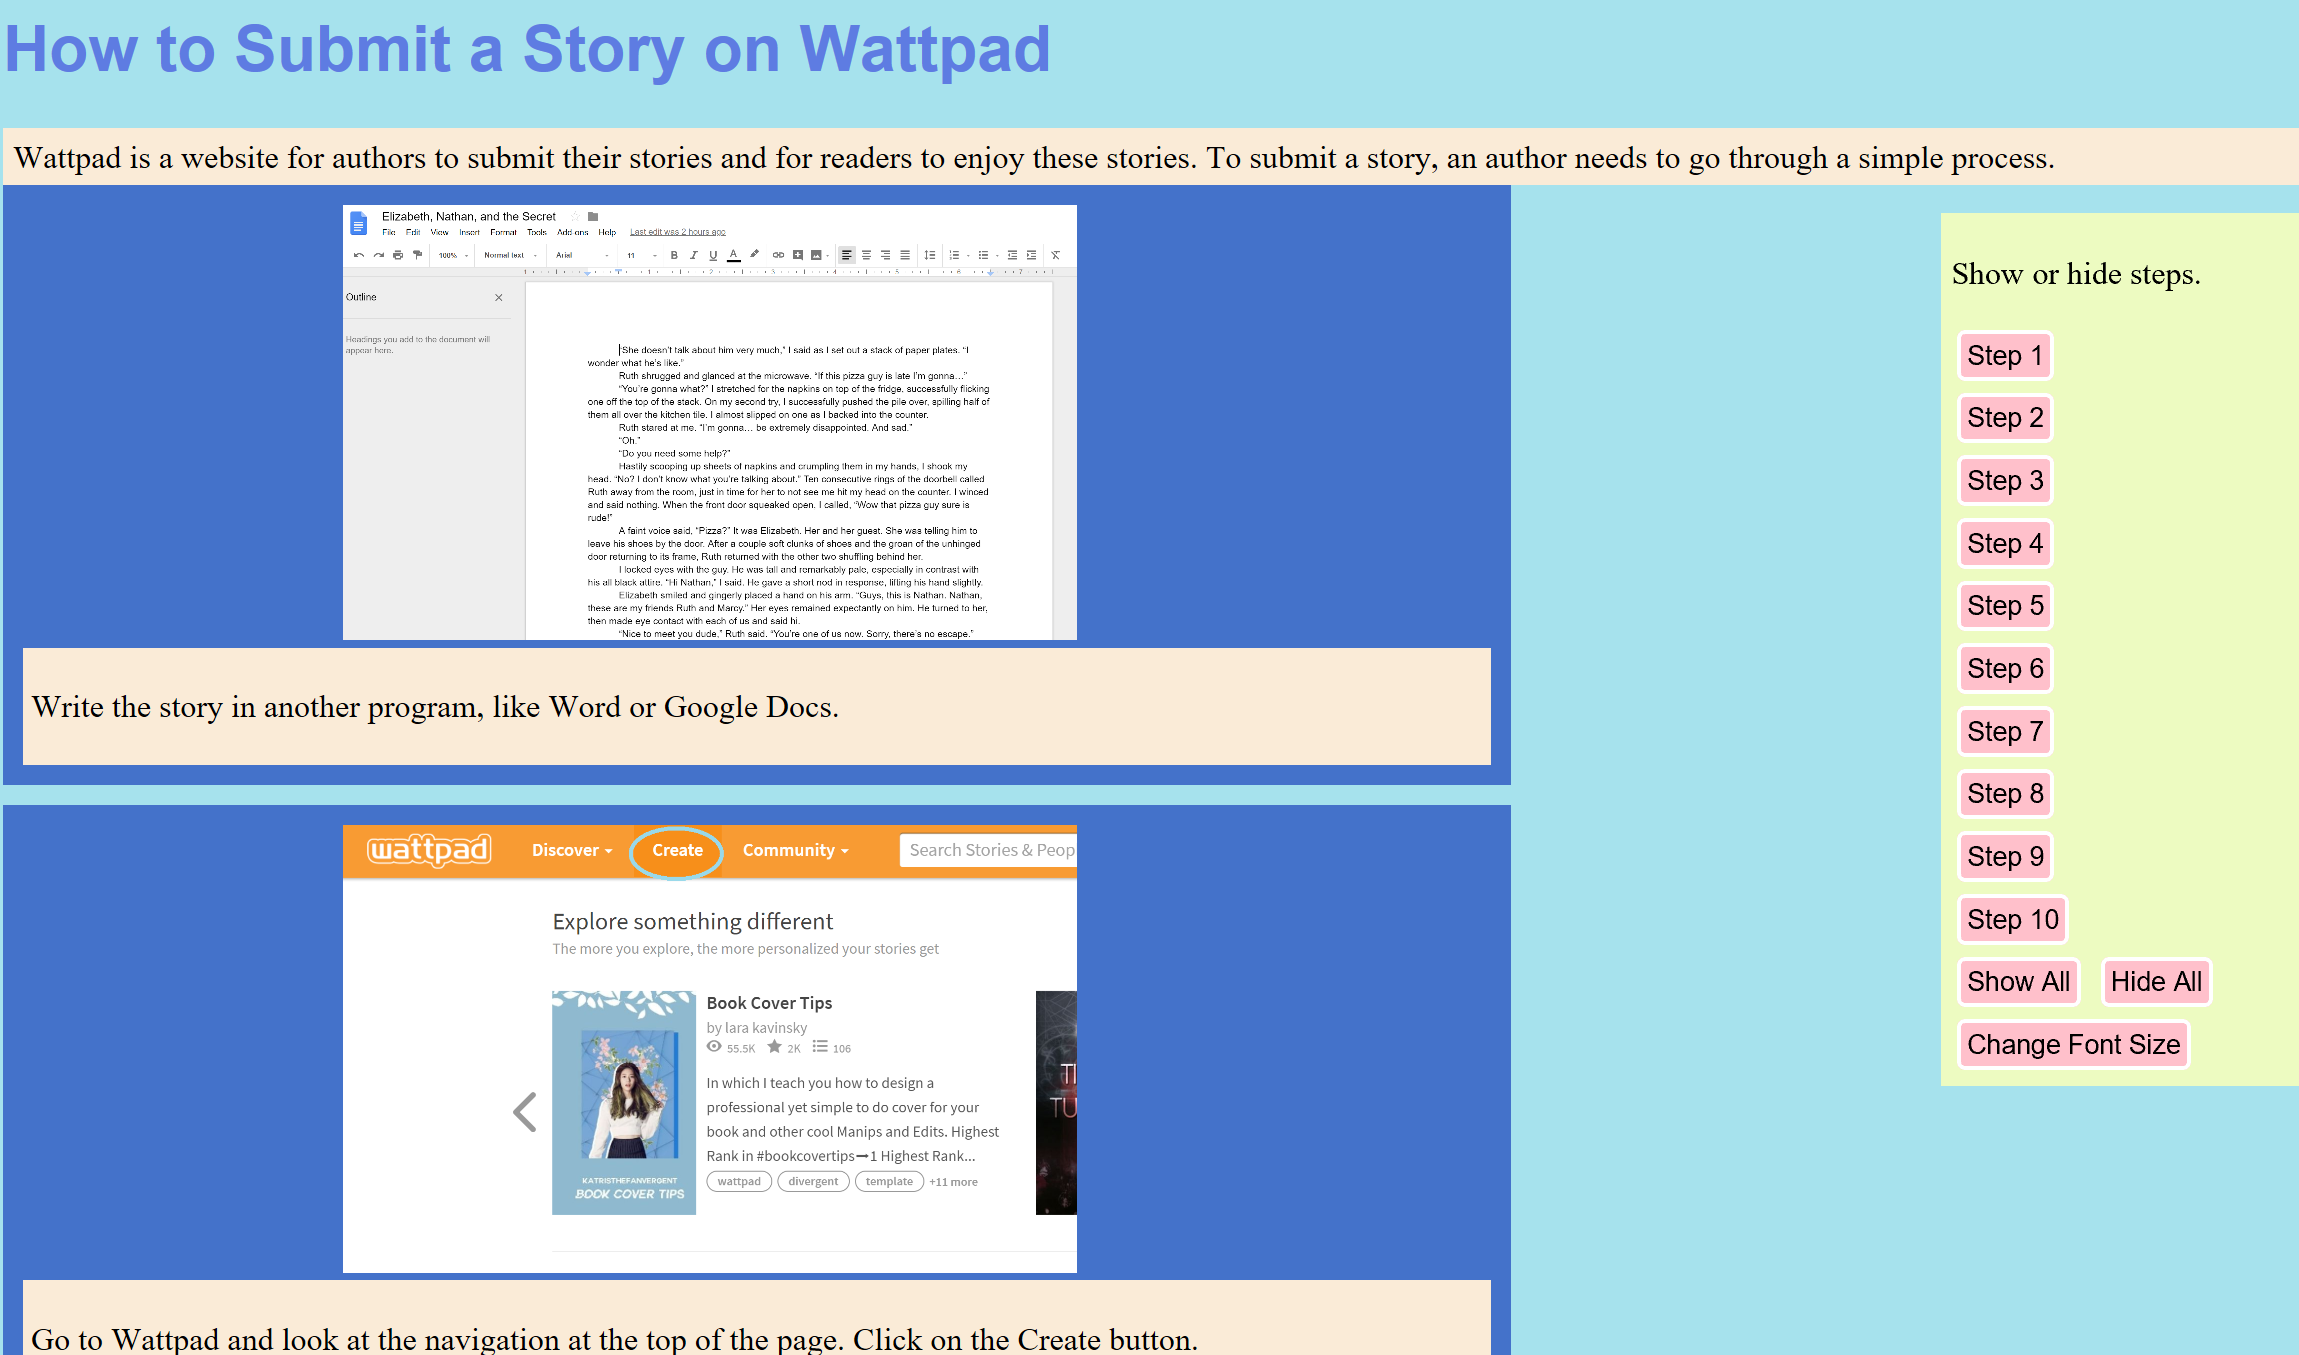 How to Submit a Story on Wattpad
Wattpad is a website for authors to submit their stories and for readers to enjoy these stories. To submit a story, an author needs to go through a simple process.
Elizabeth, Nathan, and the Secret
File Edit View Insert Format Tools Add-ons Help Last edit was 2 hours ago
100% Normal text Arial 11
Outline
Headings you add to the document will
appear here.
"She doesn't talk about him very much," I said as I set out a stack of paper plates. "I
wonder what he's like."
Ruth shrugged and glanced at the microwave. "If this pizza guy is late I'm gonna…"
"You're gonna what?" I stretched for the napkins on top of the fridge, successfully flicking
one off the top of the stack. On my second try, I successfully pushed the pile over, spilling half of
them all over the kitchen tile. I almost slipped on one as I backed into the counter.
Ruth stared at me. "I'm gonna… be extremely disappointed. And sad."
"Oh."
"Do you need some help?"
Hastily scooping up sheets of napkins and crumpling them in my hands, I shook my
head. "No? I don't know what you're talking about." Ten consecutive rings of the doorbell called
Ruth away from the room, just in time for her to not see me hit my head on the counter. I winced
and said nothing. When the front door squeaked open, I called, "Wow that pizza guy sure is
rude!"
A faint voice said, "Pizza?" It was Elizabeth. Her and her guest. She was telling him to
leave his shoes by the door. After a couple soft clunks of shoes and the groan of the unhinged
door returning to its frame, Ruth returned with the other two shuffling behind her.
I locked eyes with the guy. He was tall and remarkably pale, especially in contrast with
his all black attire. "Hi Nathan," I said. He gave a short nod in response, lifting his hand slightly.
Elizabeth smiled and gingerly placed a hand on his arm. "Guys, this is Nathan. Nathan,
these are my friends Ruth and Marcy." Her eyes remained expectantly on him. He turned to her,
then made eye contact with each of us and said hi.
"Nice to meet you dude," Ruth said. "You're one of us now. Sorry, there's no escape."
Write the story in another program, like Word or Google Docs.
wattpad Discover Create Community Search Stories & Peop
Explore something different
The more you explore, the more personalized your stories get
KATRISTHEFANVERGENT
BOOK COVER TIPS
Book Cover Tips
by lara kavinsky
55.5K 2K 106
In which I teach you how to design a
professional yet simple to do cover for your
book and other cool Manips and Edits. Highest
Rank in #bookcovertips➞1 Highest Rank...
wattpad divergent template +11 more
TI
TU
Go to Wattpad and look at the navigation at the top of the page. Click on the Create button.
Show or hide steps.
Step 1
Step 2
Step 3
Step 4
Step 5
Step 6
Step 7
Step 8
Step 9
Step 10
Show All Hide All
Change Font Size